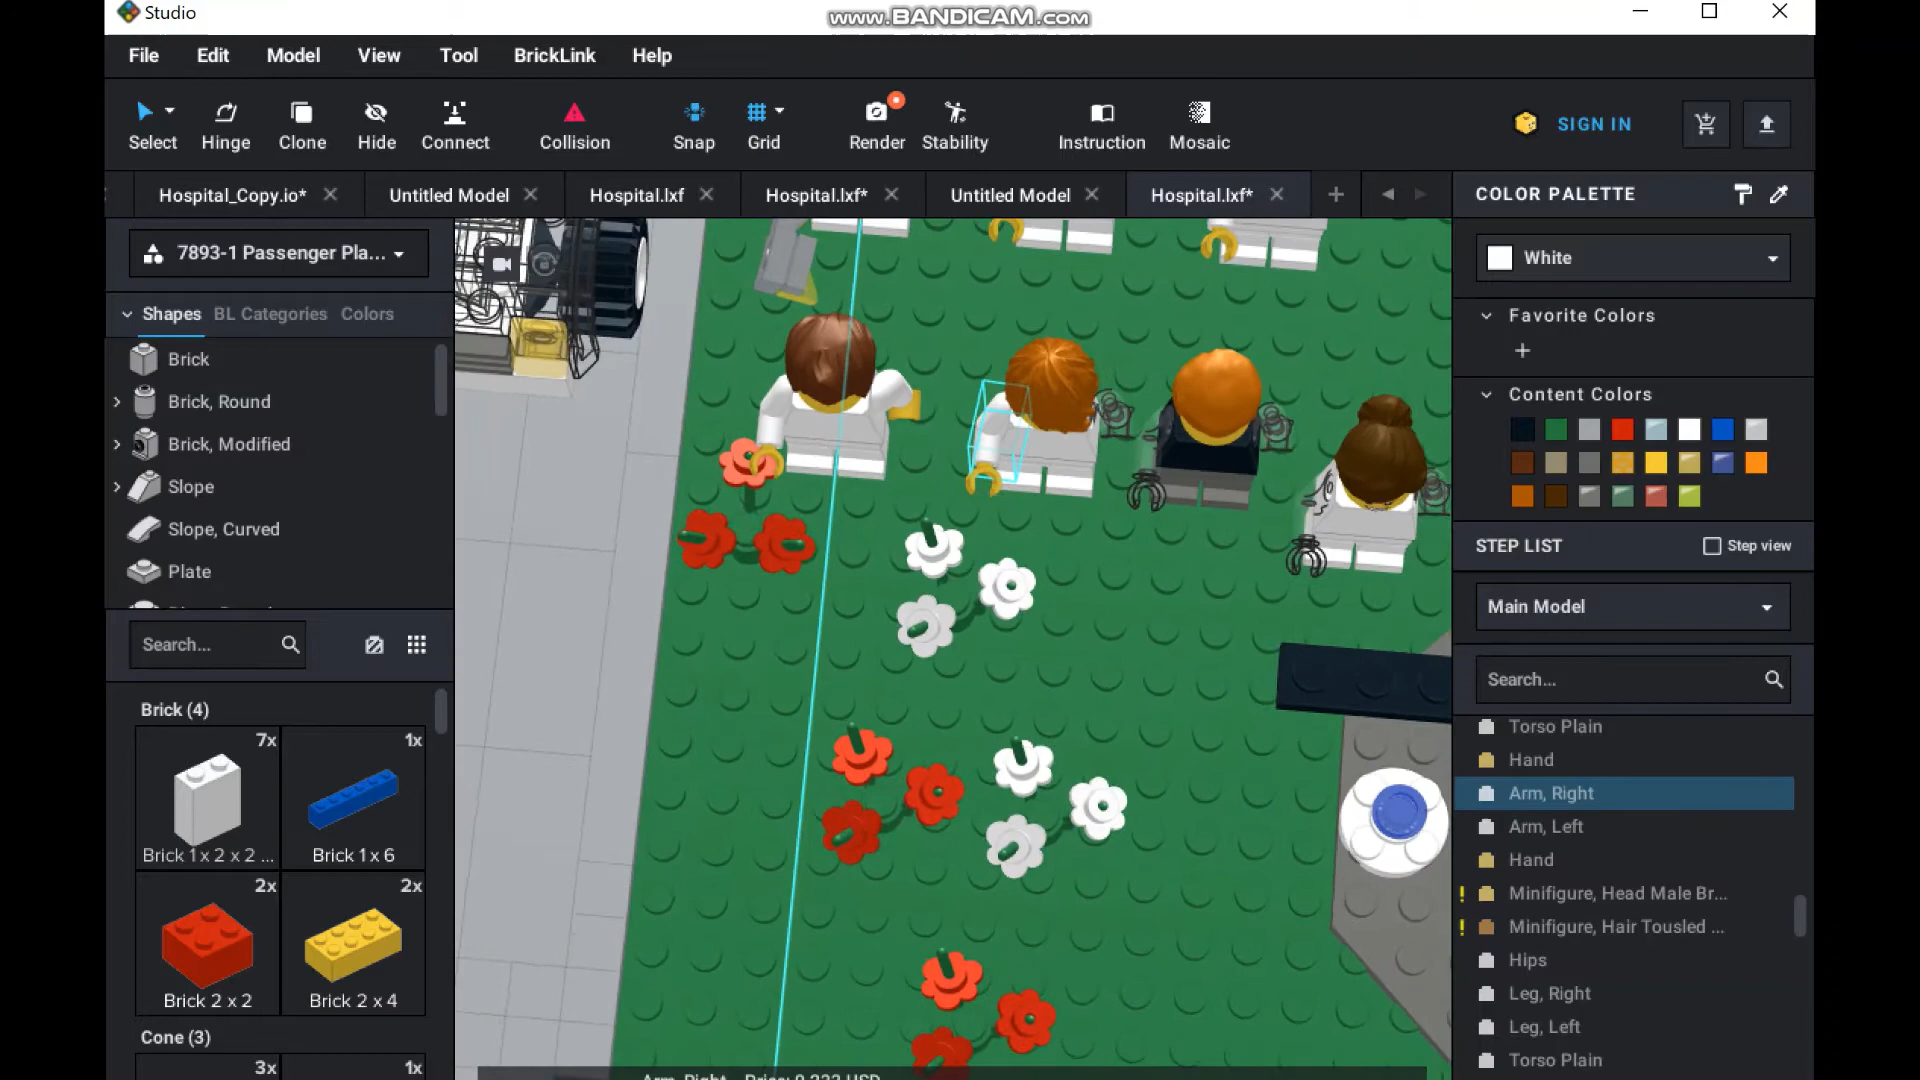 Studio
www.BANDICAM.com
File Edit Model View Tool BrickLink Help
Select Hinge Clone Hide Connect Collision Snap Grid Render Stability Instruction Mosaic SIGN IN
Hospital_Copy.io* Untitled Model Hospital.lxf Hospital.lxf* Untitled Model Hospital.lxf*
COLOR PALETTE
7893-1 Passenger Pla...
White
Shapes BL Categories Colors
Favorite Colors
Brick
Brick, Round
Content Colors
Brick, Modified
Slope
Slope, Curved
STEP LIST Step view
Plate
Main Model
Search...
Search...
Brick (4)
7x
1x
Brick 1 x 2 x 2 ...
Brick 1 x 6
2x
2x
Brick 2 x 2
Brick 2 x 4
Cone (3)
3x
1x
Torso Plain
Hand
Arm, Right
Arm, Left
Hand
Minifigure, Head Male Br...
Minifigure, Hair Tousled ...
Hips
Leg, Right
Leg, Left
Torso Plain